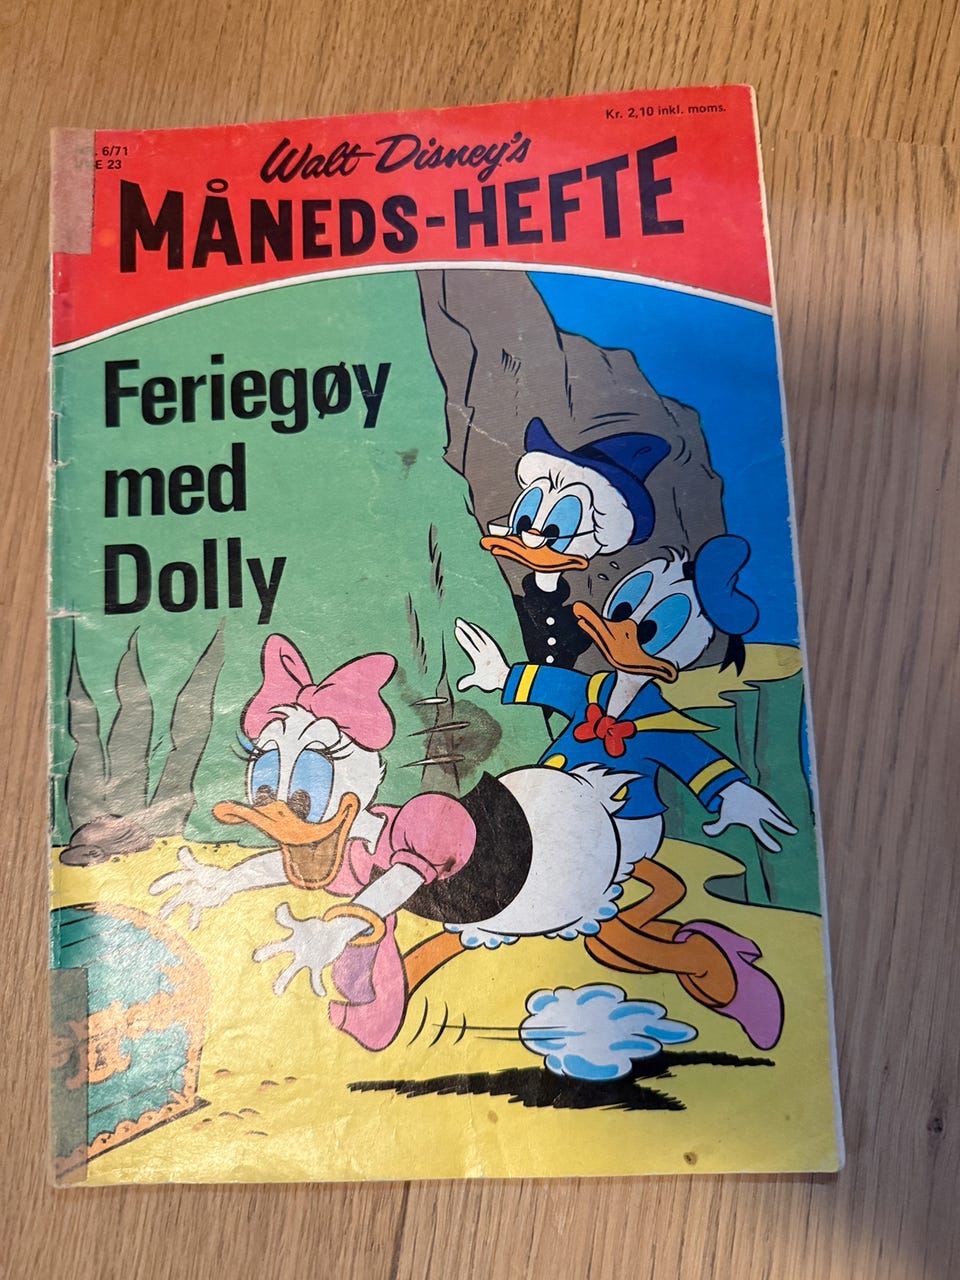 Kr. 2,10 inkl. moms.
. 6/71
E 23
Walt Disney's
MÅNEDS-HEFTE
Feriegøy
med
Dolly